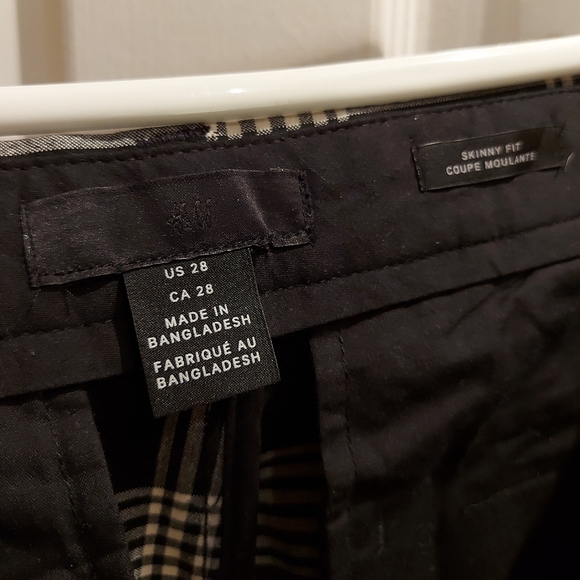 H&M
US 28
CA 28
MADE IN
BANGLADESH
FABRIQUÉ AU
BANGLADESH
SKINNY FIT
COUPE MOULANTE